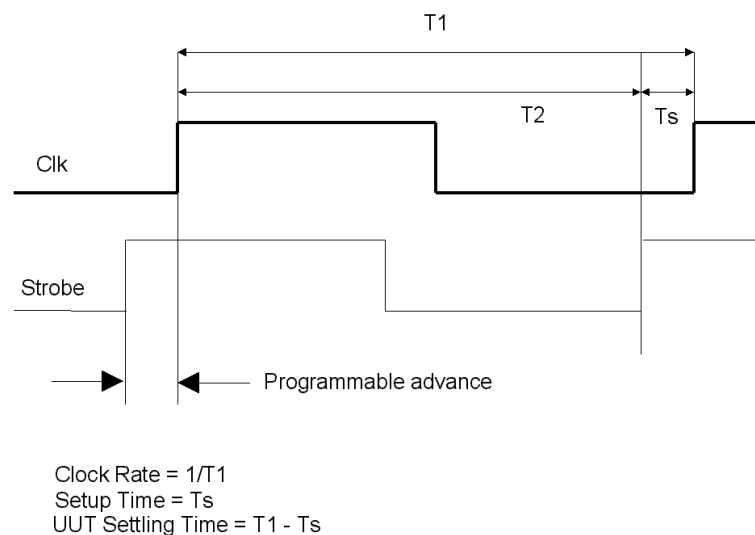 T1
T2
Ts
Clk
Strobe
Programmable advance
Clock Rate = 1/T1
Setup Time = Ts
UUT Settling Time = T1 - Ts